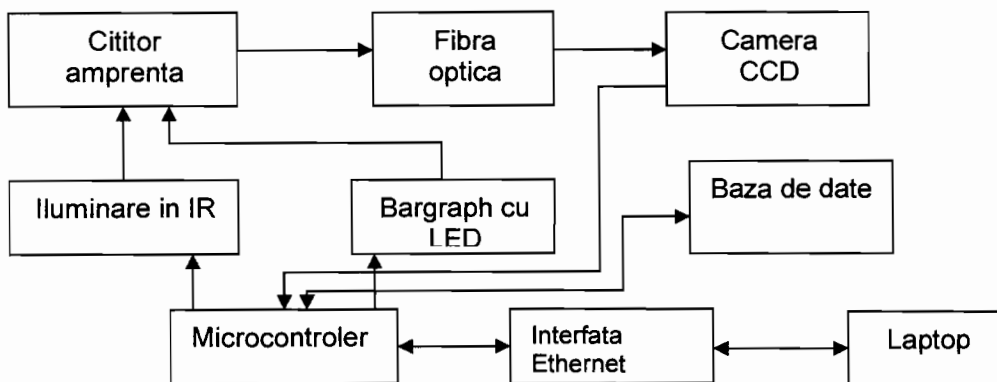 Cititor
amprenta
Fibra
optica
Camera
CCD
Iluminare in IR
Bargraph cu
LED
Baza de date
Microcontroler
Interfata
Ethernet
Laptop